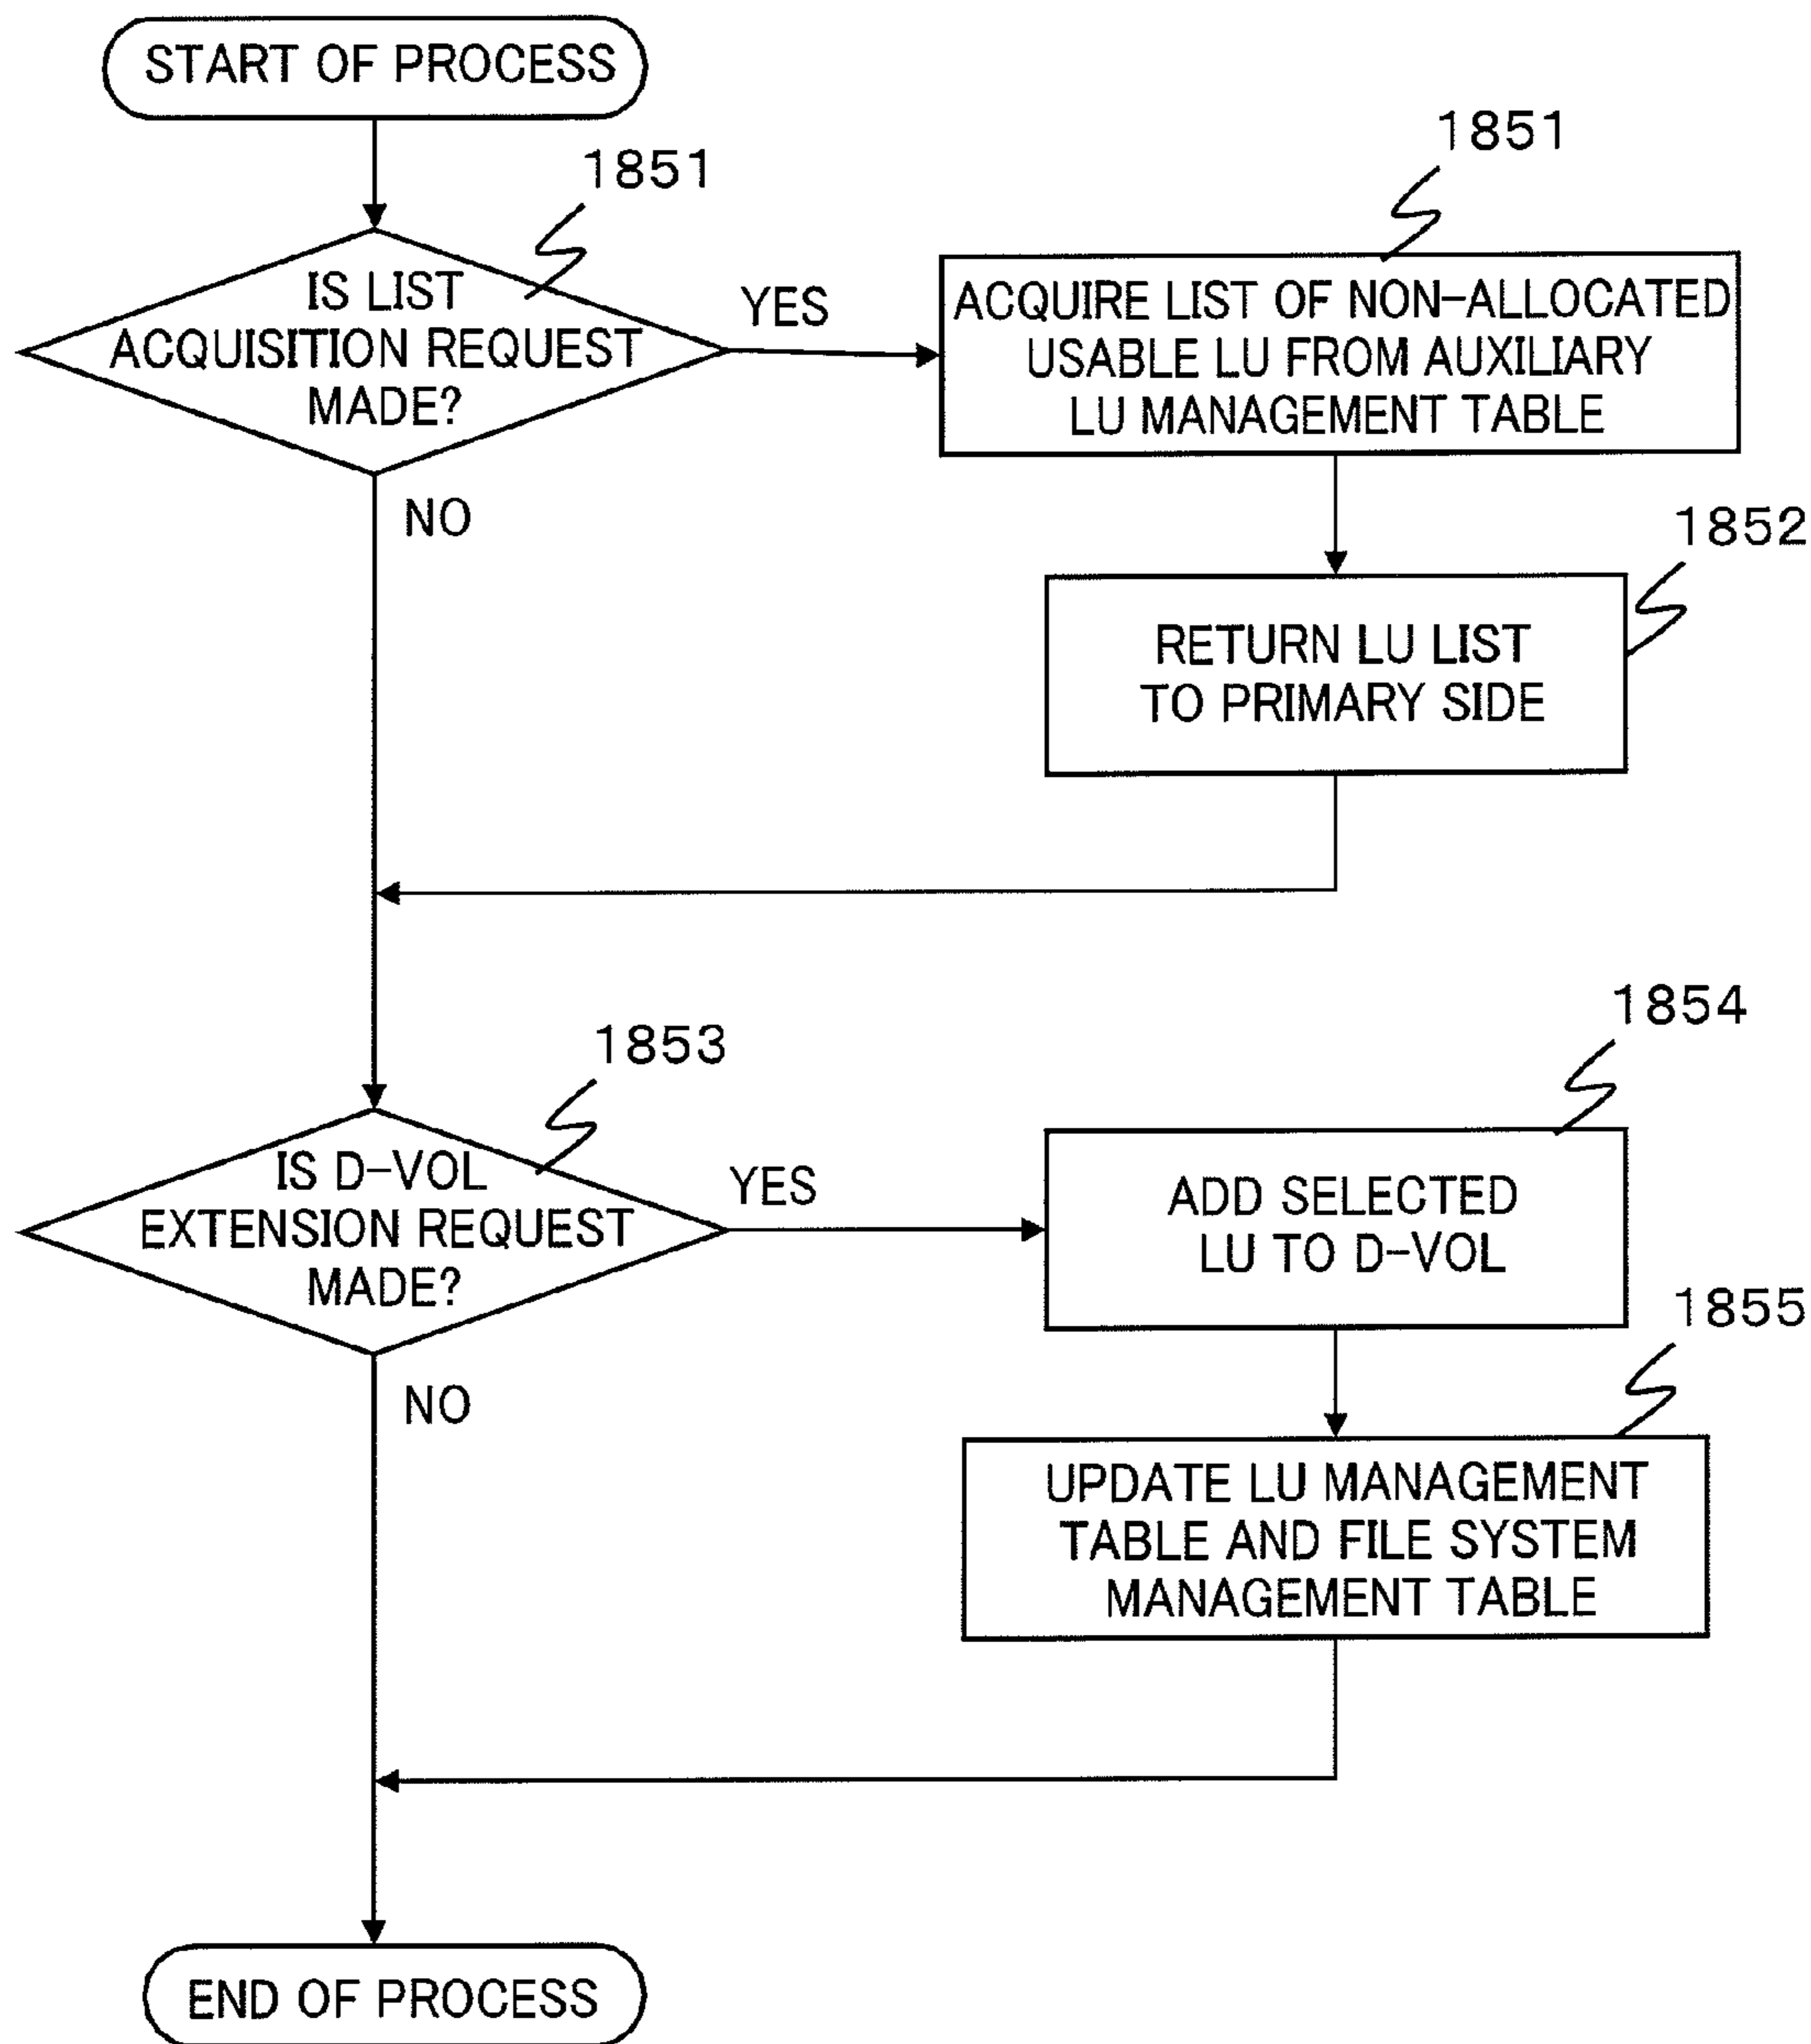 START OF PROCESS
1851
IS LIST
ACQUISITION REQUEST
MADE?
YES
NO
1851
ACQUIRE LIST OF NON-ALLOCATED
USABLE LU FROM AUXILIARY
LU MANAGEMENT TABLE
1852
RETURN LU LIST
TO PRIMARY SIDE
1853
IS D-VOL
EXTENSION REQUEST
MADE?
YES
NO
1854
ADD SELECTED
LU TO D-VOL
1855
UPDATE LU MANAGEMENT
TABLE AND FILE SYSTEM
MANAGEMENT TABLE
END OF PROCESS